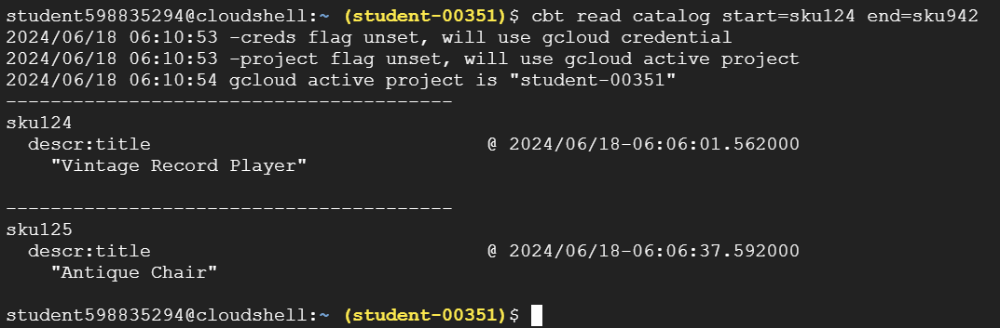 student598835294@cloudshell:~ (student-00351)$ cbt read catalog start=sku124 end=sku942
2024/06/18 06:10:53 -creds flag unset, will use gcloud credential
2024/06/18 06:10:53 -project flag unset, will use gcloud active project
2024/06/18 06:10:54 gcloud active project is "student-00351"
----------------------------------------
sku124
  descr:title                              @ 2024/06/18-06:06:01.562000
    "Vintage Record Player"
----------------------------------------
sku125
  descr:title                              @ 2024/06/18-06:06:37.592000
    "Antique Chair"
student598835294@cloudshell:~ (student-00351)$